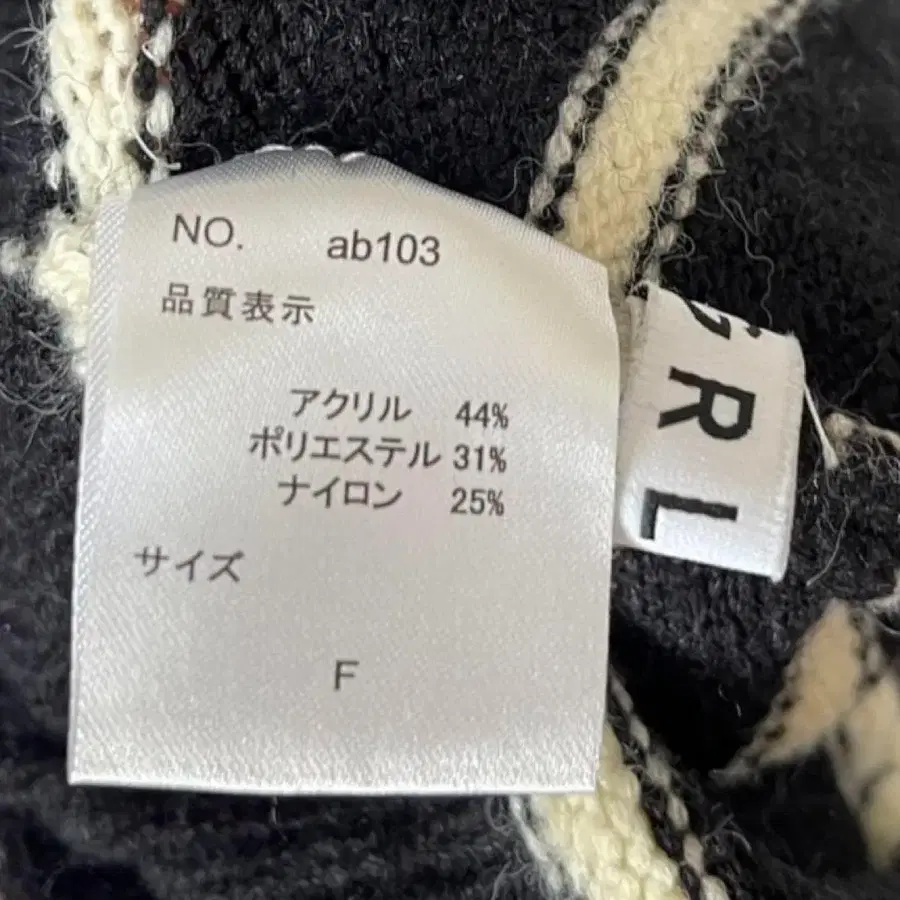 NO. ab103
品質表示
アクリル 44%
ポリエステル 31%
ナイロン 25%
サイズ
F
GRL